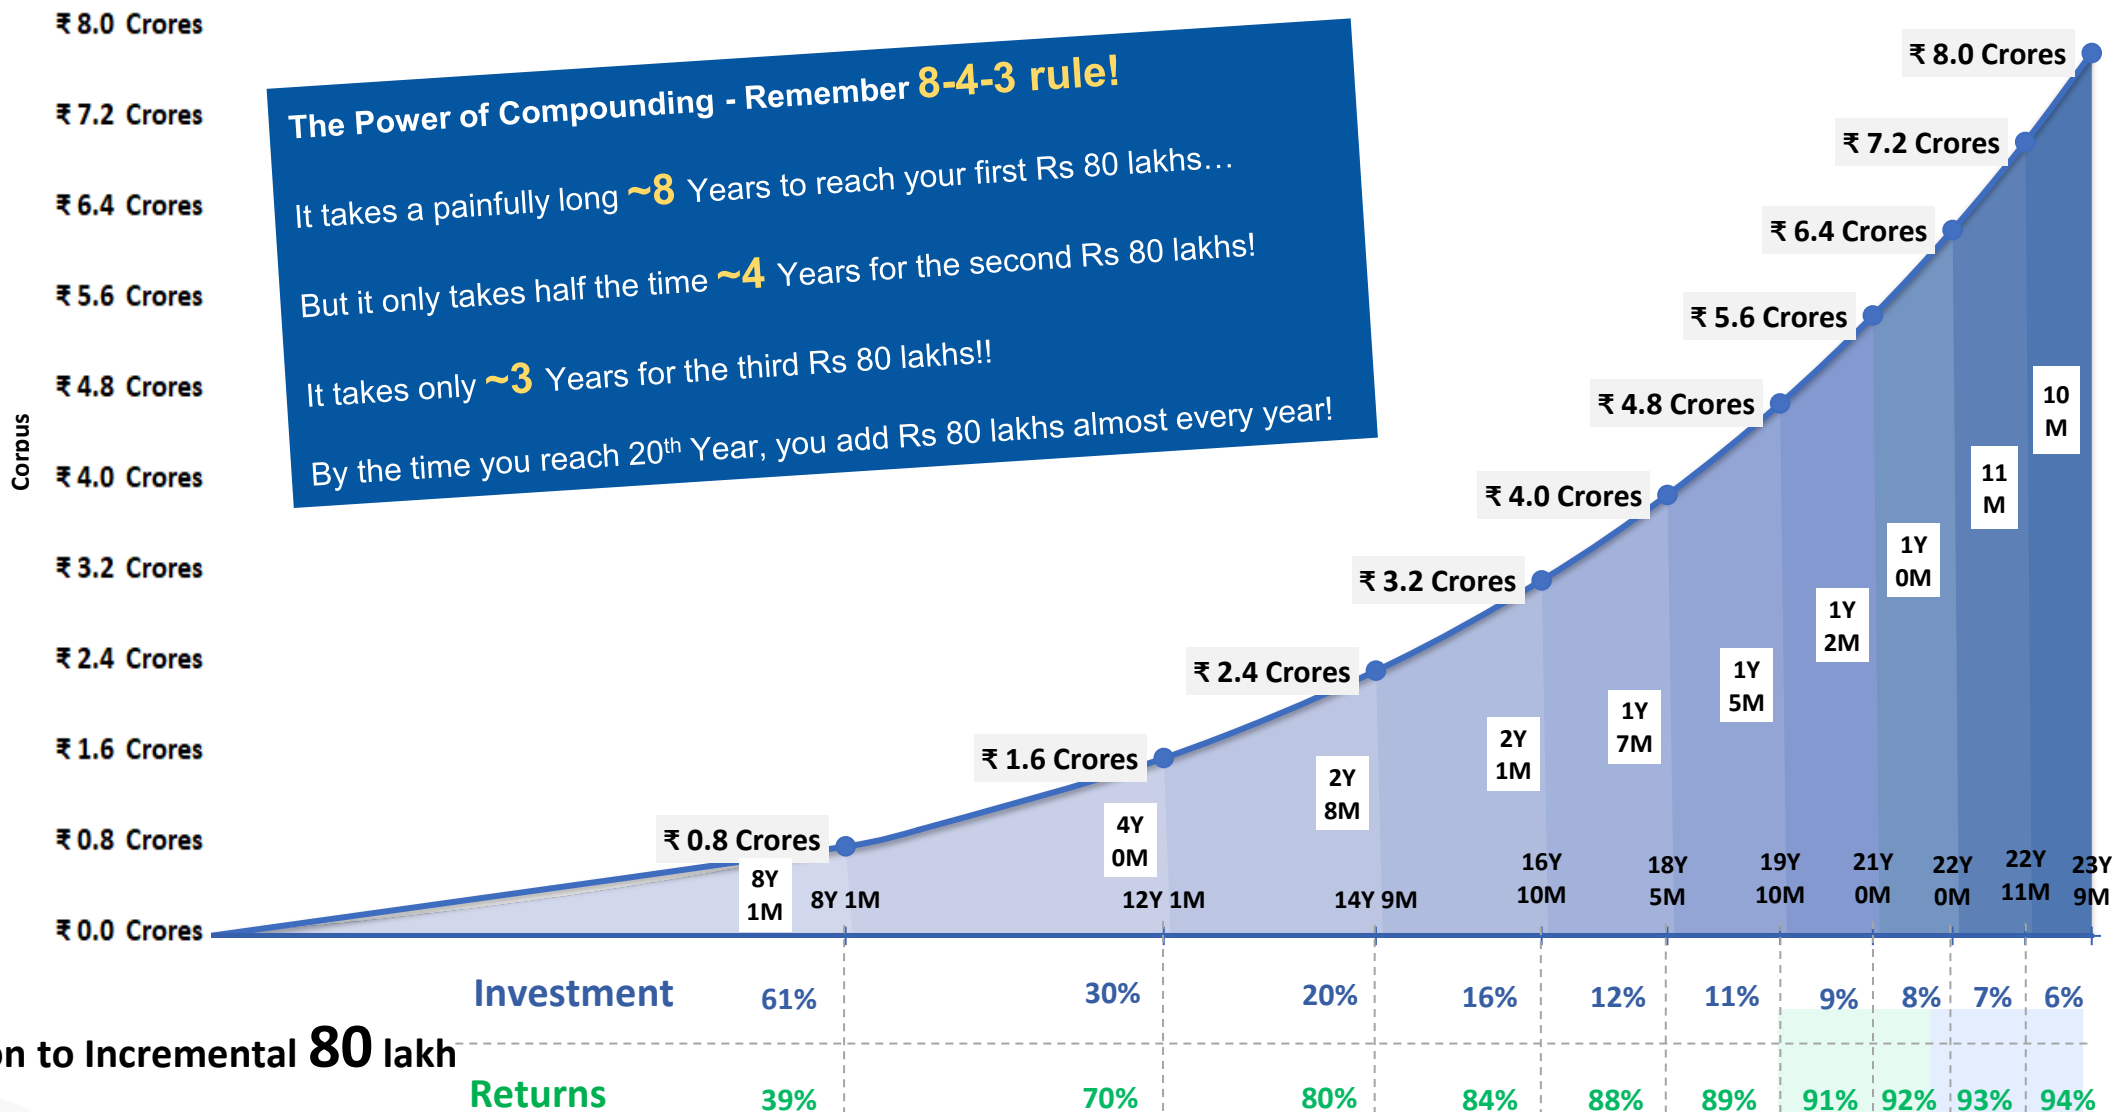 ₹ 8.0 Crores
₹ 7.2 Crores
₹ 6.4 Crores
₹ 5.6 Crores
₹ 4.8 Crores
₹ 4.0 Crores
₹ 3.2 Crores
₹ 2.4 Crores
₹ 1.6 Crores
₹ 0.8 Crores
₹ 0.0 Crores
Corpus
The Power of Compounding - Remember 8-4-3 rule!
It takes a painfully long ~8 Years to reach your first Rs 80 lakhs…
But it only takes half the time ~4 Years for the second Rs 80 lakhs!
It takes only ~3 Years for the third Rs 80 lakhs!!
By the time you reach 20th Year, you add Rs 80 lakhs almost every year!
₹ 0.8 Crores
₹ 1.6 Crores
₹ 2.4 Crores
₹ 3.2 Crores
₹ 4.0 Crores
₹ 4.8 Crores
₹ 5.6 Crores
₹ 6.4 Crores
₹ 7.2 Crores
₹ 8.0 Crores
8Y
1M
4Y
0M
2Y
8M
2Y
1M
1Y
7M
1Y
5M
1Y
2M
1Y
0M
11
M
10
M
8Y 1M
12Y 1M
14Y 9M
16Y
10M
18Y
5M
19Y
10M
21Y
0M
22Y
0M
22Y
11M
23Y
9M
Investment 61% 30% 20% 16% 12% 11% 9% 8% 7% 6%
on to Incremental 80 lakh
Returns 39% 70% 80% 84% 88% 89% 91% 92% 93% 94%